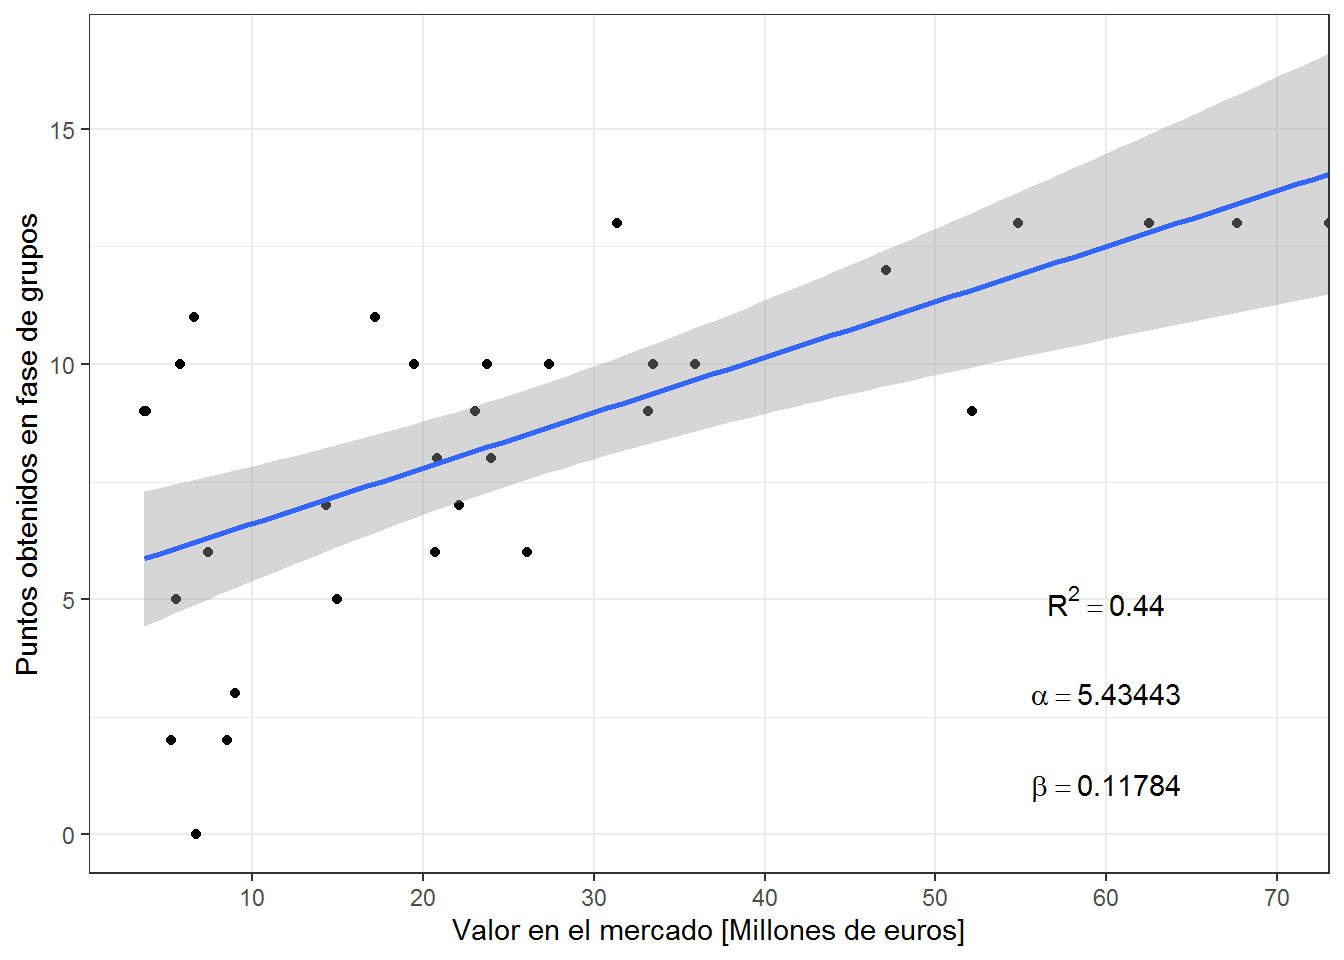 15
10
5
0
Puntos obtenidos en fase de grupos
R² = 0.44
α = 5.43443
β = 0.11784
10 20 30 40 50 60 70
Valor en el mercado [Millones de euros]